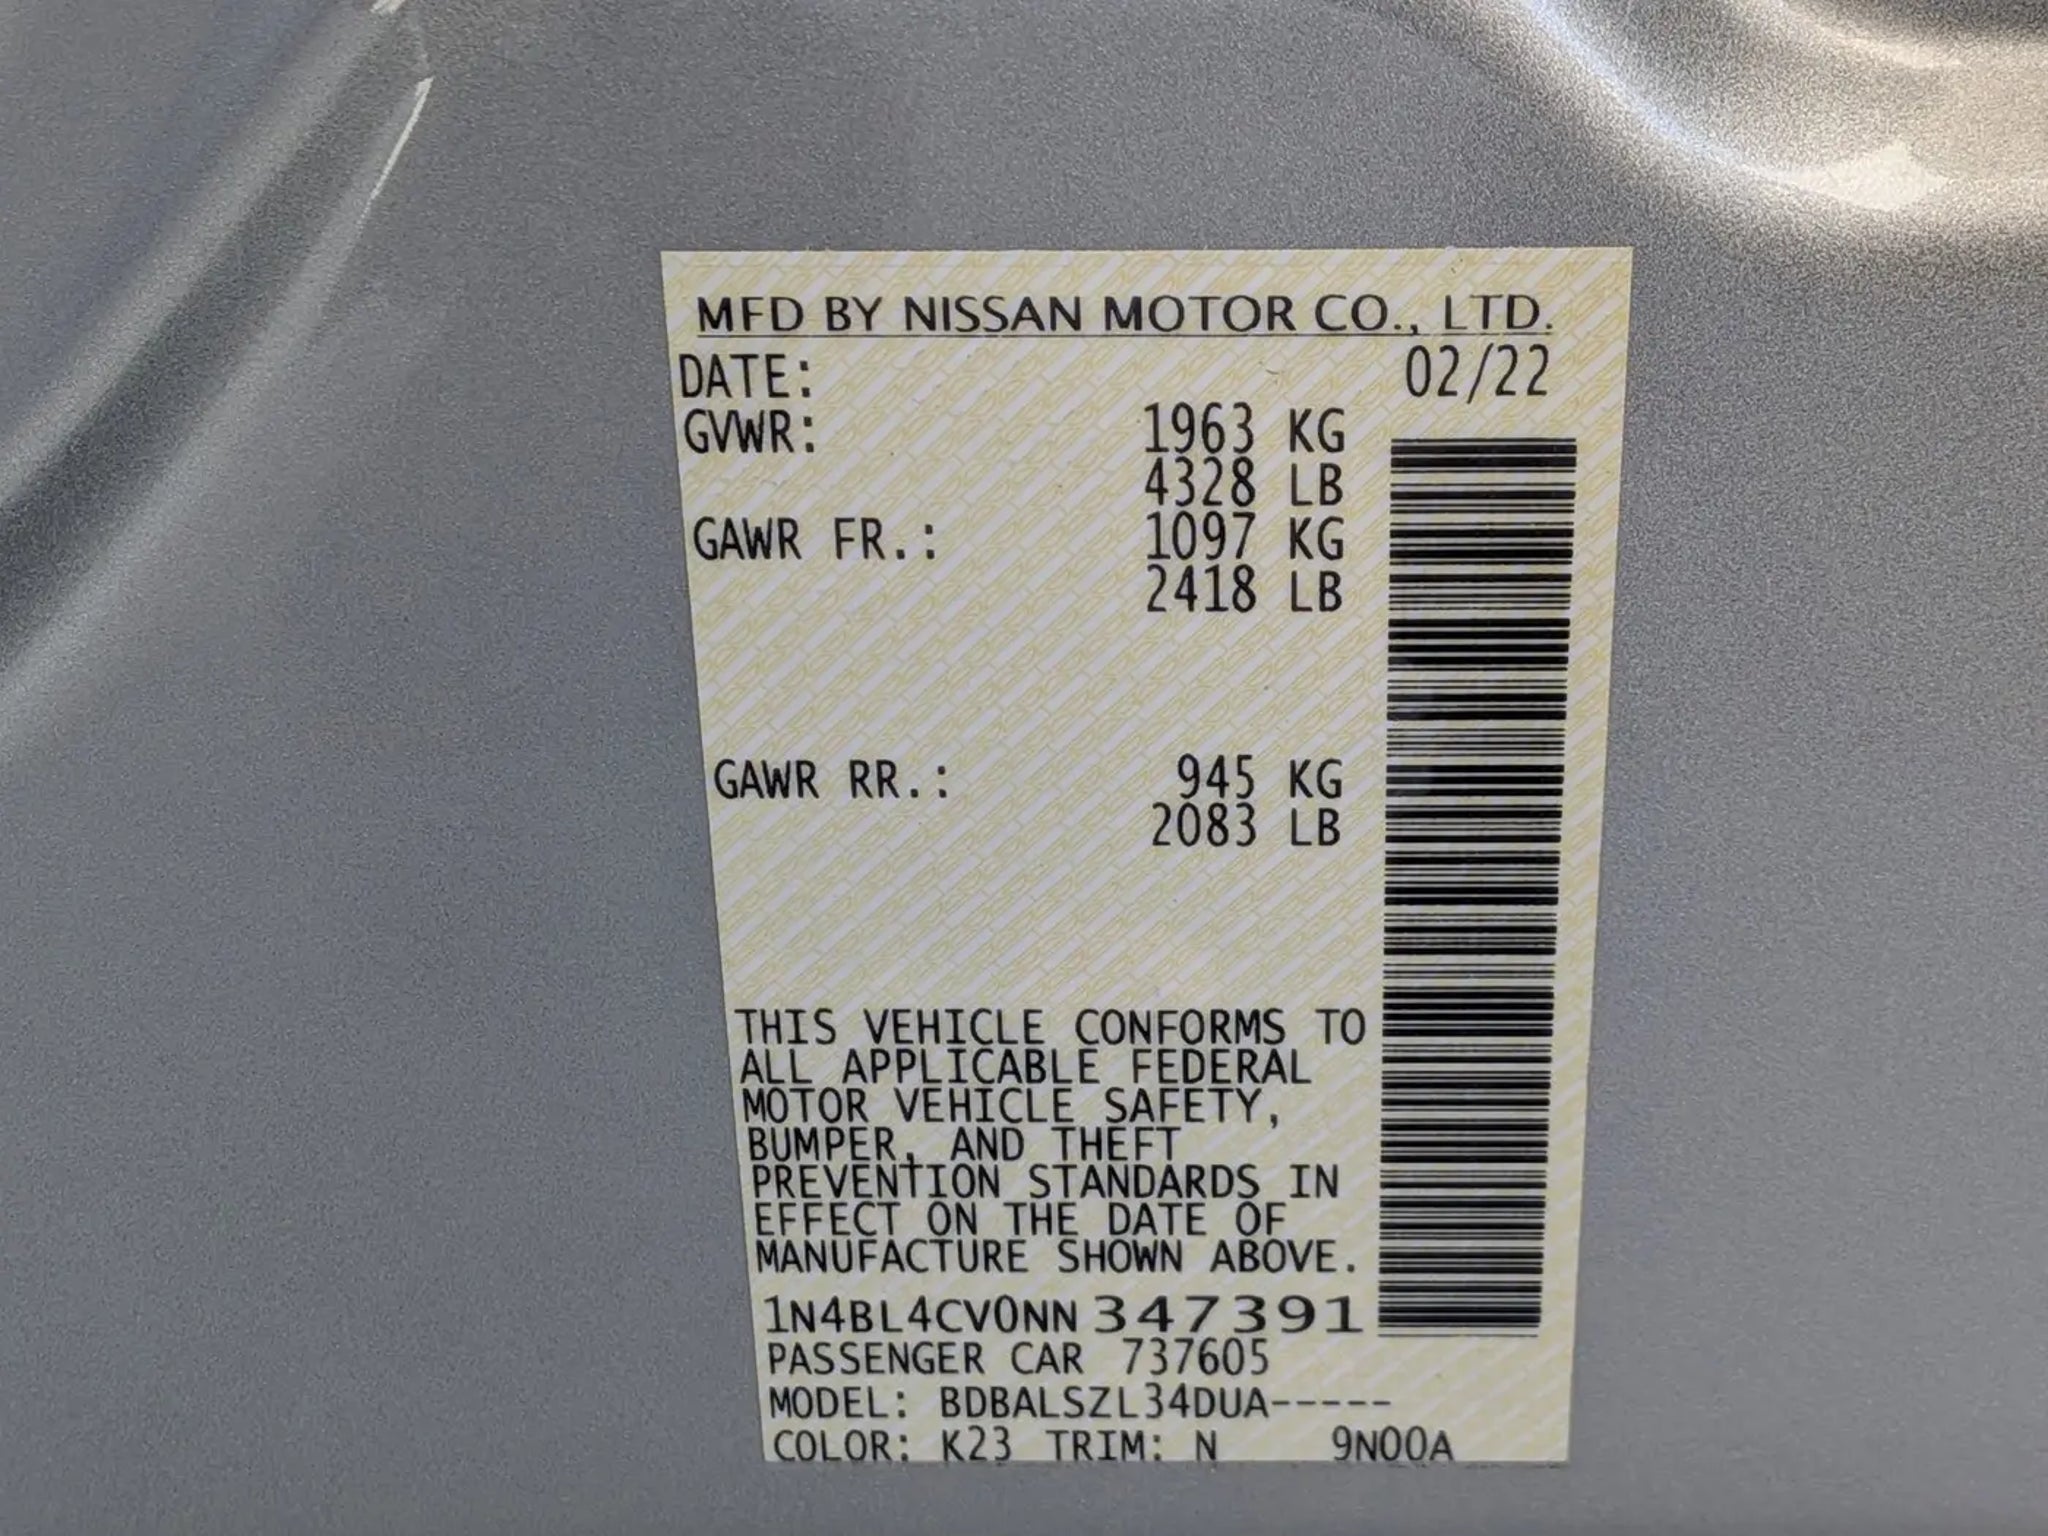 MFD BY NISSAN MOTOR CO., LTD.
DATE: 02/22
GVWR: 1963 KG
4328 LB
GAWR FR.: 1097 KG
2418 LB
GAWR RR.: 945 KG
2083 LB
THIS VEHICLE CONFORMS TO
ALL APPLICABLE FEDERAL
MOTOR VEHICLE SAFETY,
BUMPER, AND THEFT
PREVENTION STANDARDS IN
EFFECT ON THE DATE OF
MANUFACTURE SHOWN ABOVE.
1N4BL4CV0NN347391
PASSENGER CAR 737605
MODEL: BDBALSZL34DUA-----
COLOR: K23 TRIM: N 9N00A